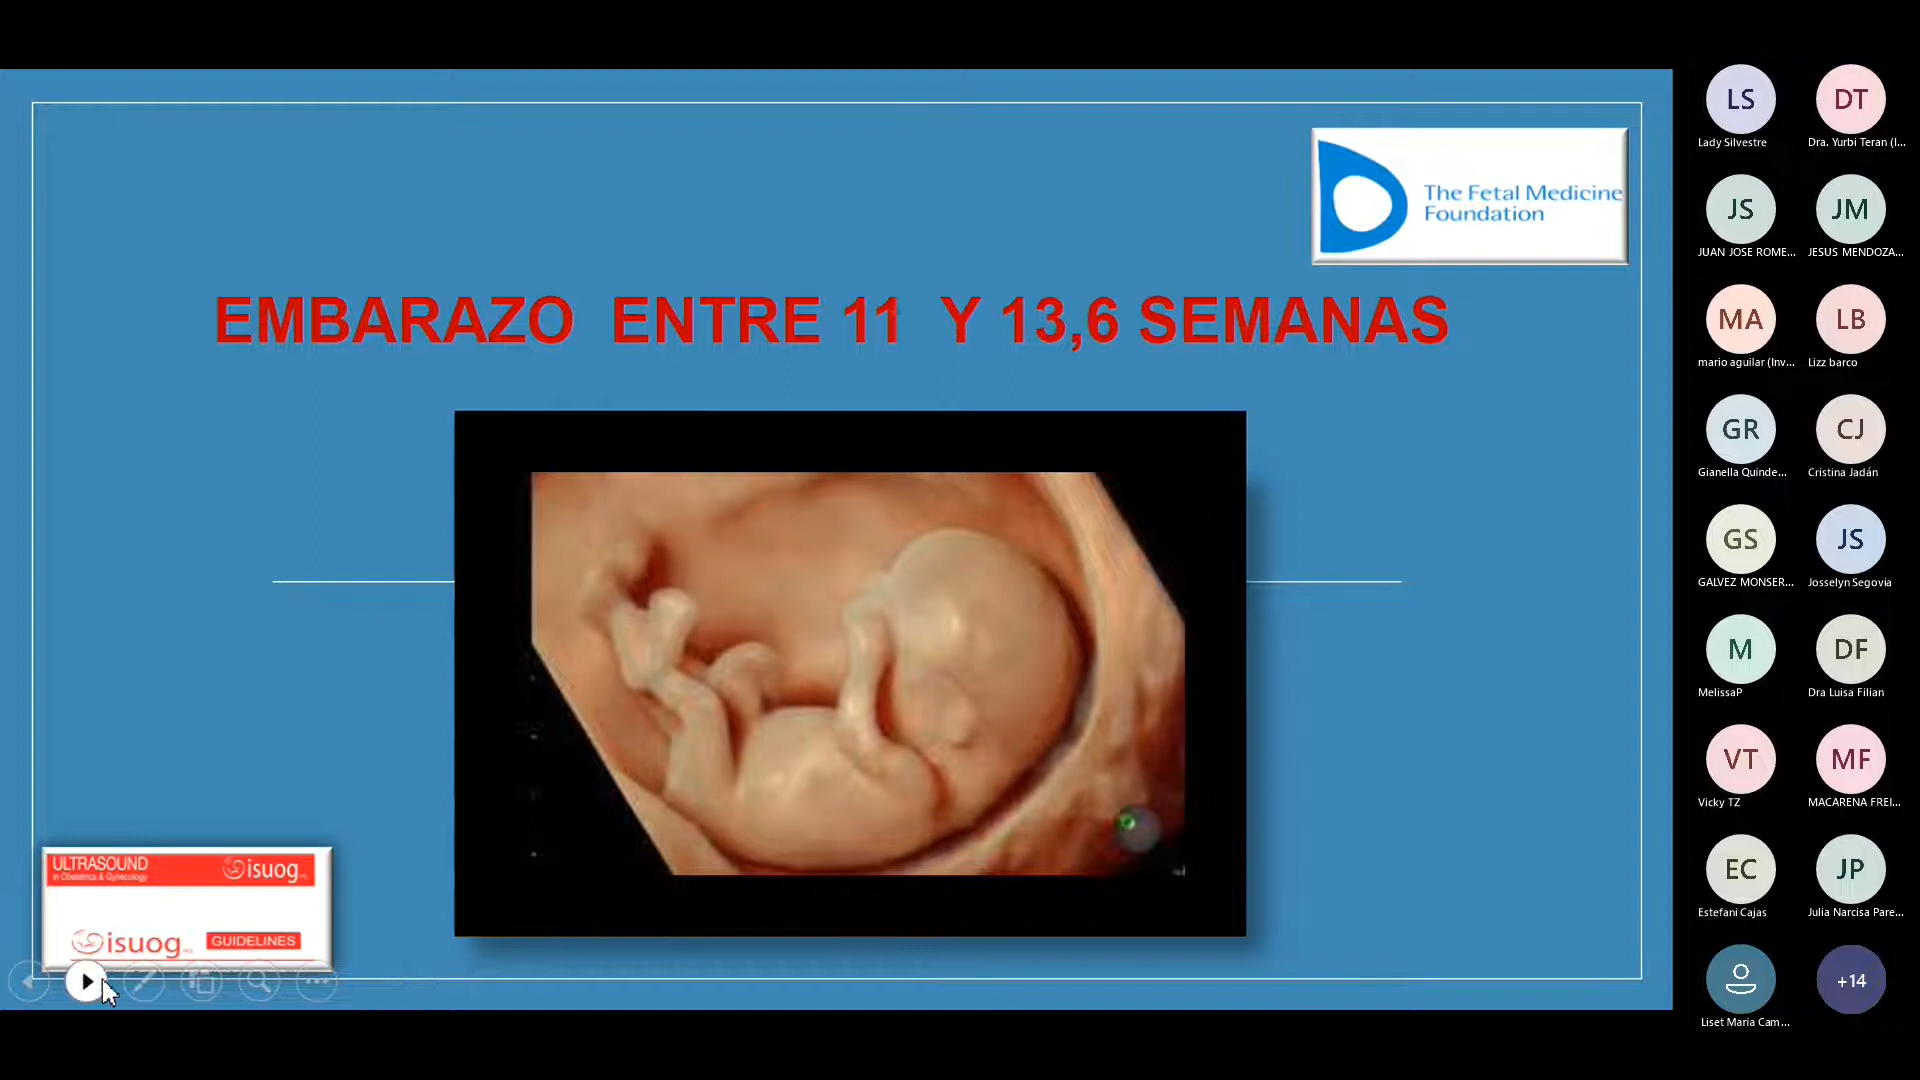 The Fetal Medicine
Foundation
EMBARAZO ENTRE 11 Y 13,6 SEMANAS
ULTRASOUND
in Obstetrics & Gynecology
isuog
isuog
GUIDELINES
LS
Lady Silvestre
DT
Dra. Yurbi Teran (I...
JS
JUAN JOSE ROME...
JM
JESUS MENDOZA...
MA
mario aguilar (Inv...
LB
Lizz barco
GR
Gianella Quinde...
CJ
Cristina Jadán
GS
GALVEZ MONSER...
JS
Josselyn Segovia
M
MelissaP
DF
Dra Luisa Filian
VT
Vicky TZ
MF
MACARENA FREI...
EC
Estefani Cajas
JP
Julia Narcisa Pare...
Liset Maria Cam...
+14